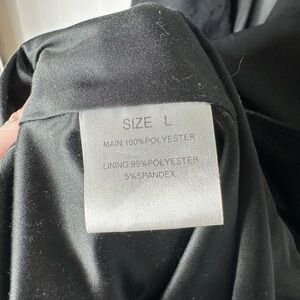 SIZE L
MAIN:100%POLYESTER
LINING:95%POLYESTER
5%SPANDEX